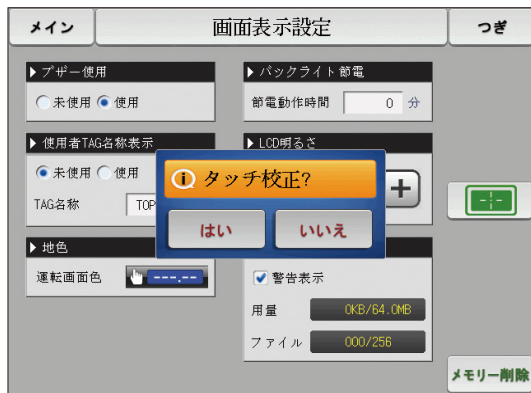 メイン
画面表示設定
つぎ
ブザー使用
未使用 使用
バックライト節電
節電動作時間 0 分
使用者TAG名称表示
未使用 使用
TAG名称 TOP
LCD明るさ
+
タッチ校正?
はい
いいえ
地色
運転画面色 ---.--
警告表示
用量 0KB/64.0MB
ファイル 000/256
メモリー削除